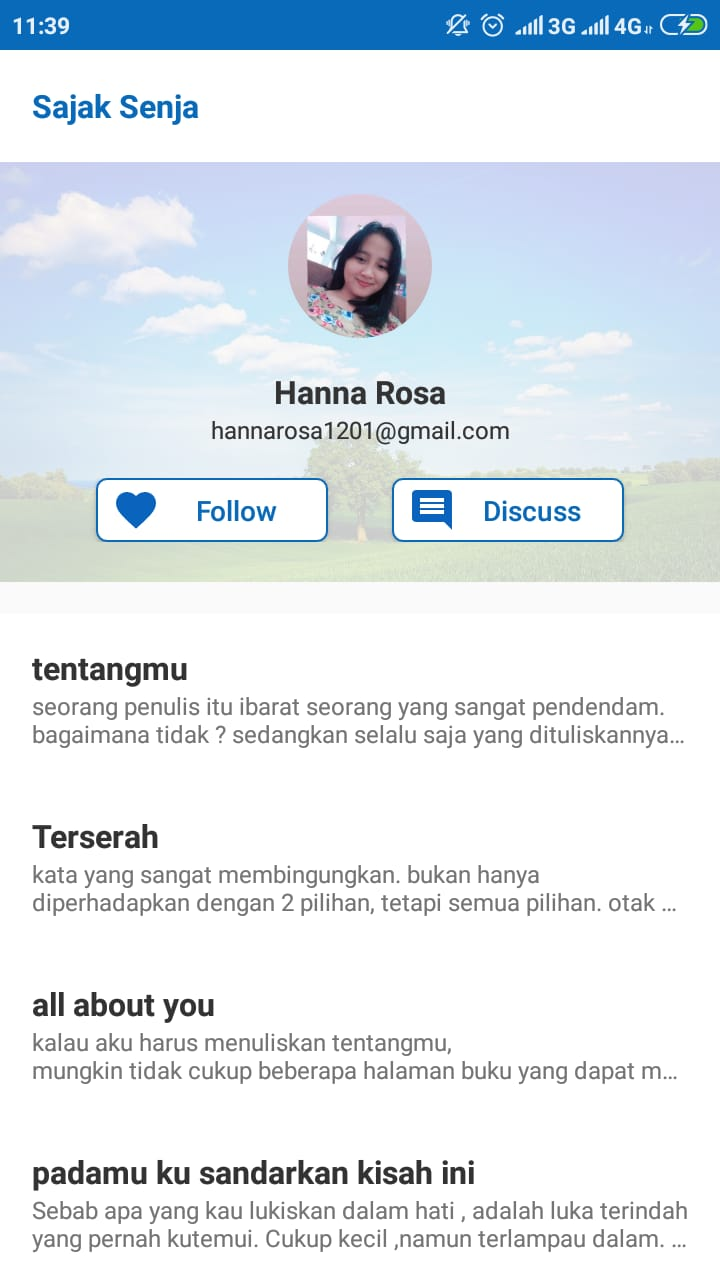 11:39
3G 4G
Sajak Senja
Hanna Rosa
hannarosa1201@gmail.com
Follow
Discuss
tentangmu
seorang penulis itu ibarat seorang yang sangat pendendam.
bagaimana tidak ? sedangkan selalu saja yang dituliskannya...
Terserah
kata yang sangat membingungkan. bukan hanya
diperhadapkan dengan 2 pilihan, tetapi semua pilihan. otak ...
all about you
kalau aku harus menuliskan tentangmu,
mungkin tidak cukup beberapa halaman buku yang dapat m...
padamu ku sandarkan kisah ini
Sebab apa yang kau lukiskan dalam hati , adalah luka terindah
yang pernah kutemui. Cukup kecil ,namun terlampau dalam. ...